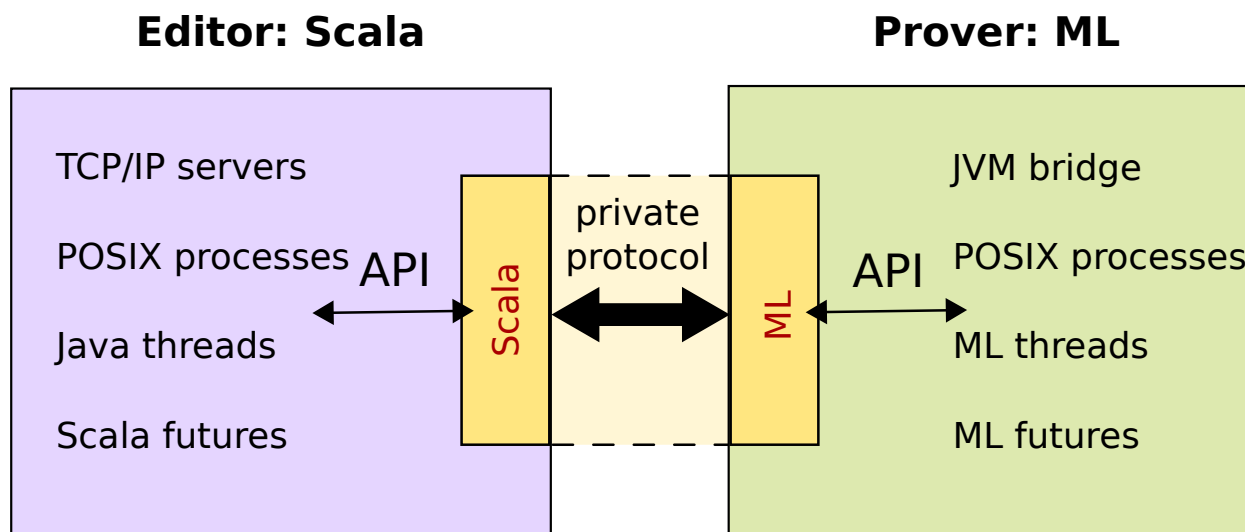 Editor: Scala
Prover: ML
TCP/IP servers
POSIX processes
Java threads
Scala futures
API
Scala
private
protocol
ML
API
JVM bridge
POSIX processes
ML threads
ML futures